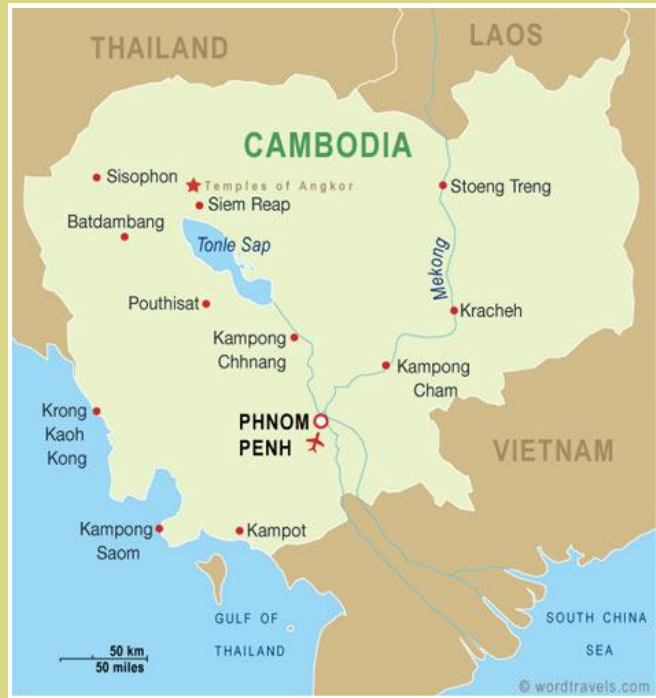 THAILAND
LAOS
CAMBODIA
Sisophon
Temples of Angkor
Stoeng Treng
Siem Reap
Batdambang
Tonle Sap
Mekong
Pouthisat
Kracheh
Kampong
Chhnang
Kampong
Cham
Krong
Kaoh
Kong
PHNOM
PENH
VIETNAM
Kampong
Saom
Kampot
GULF OF
THAILAND
SOUTH CHINA
SEA
50 km
50 miles
© wordtravels.com